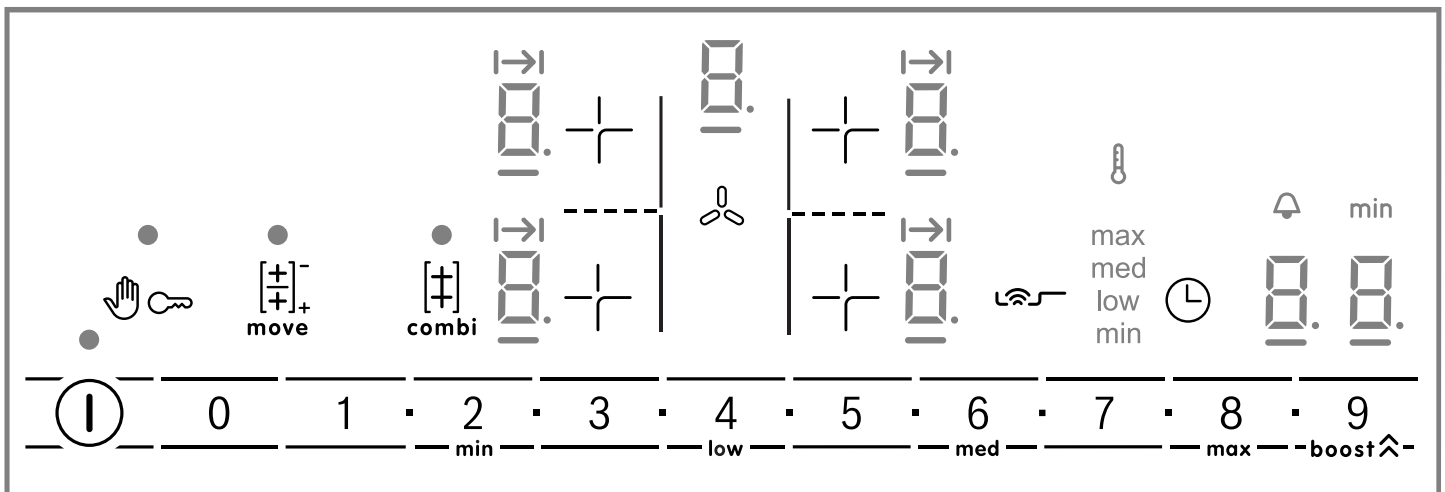 min
max
med
low
min
move
combi
0 1 · 2 · 3 · 4 · 5 · 6 · 7 · 8 · 9
min low med max boost